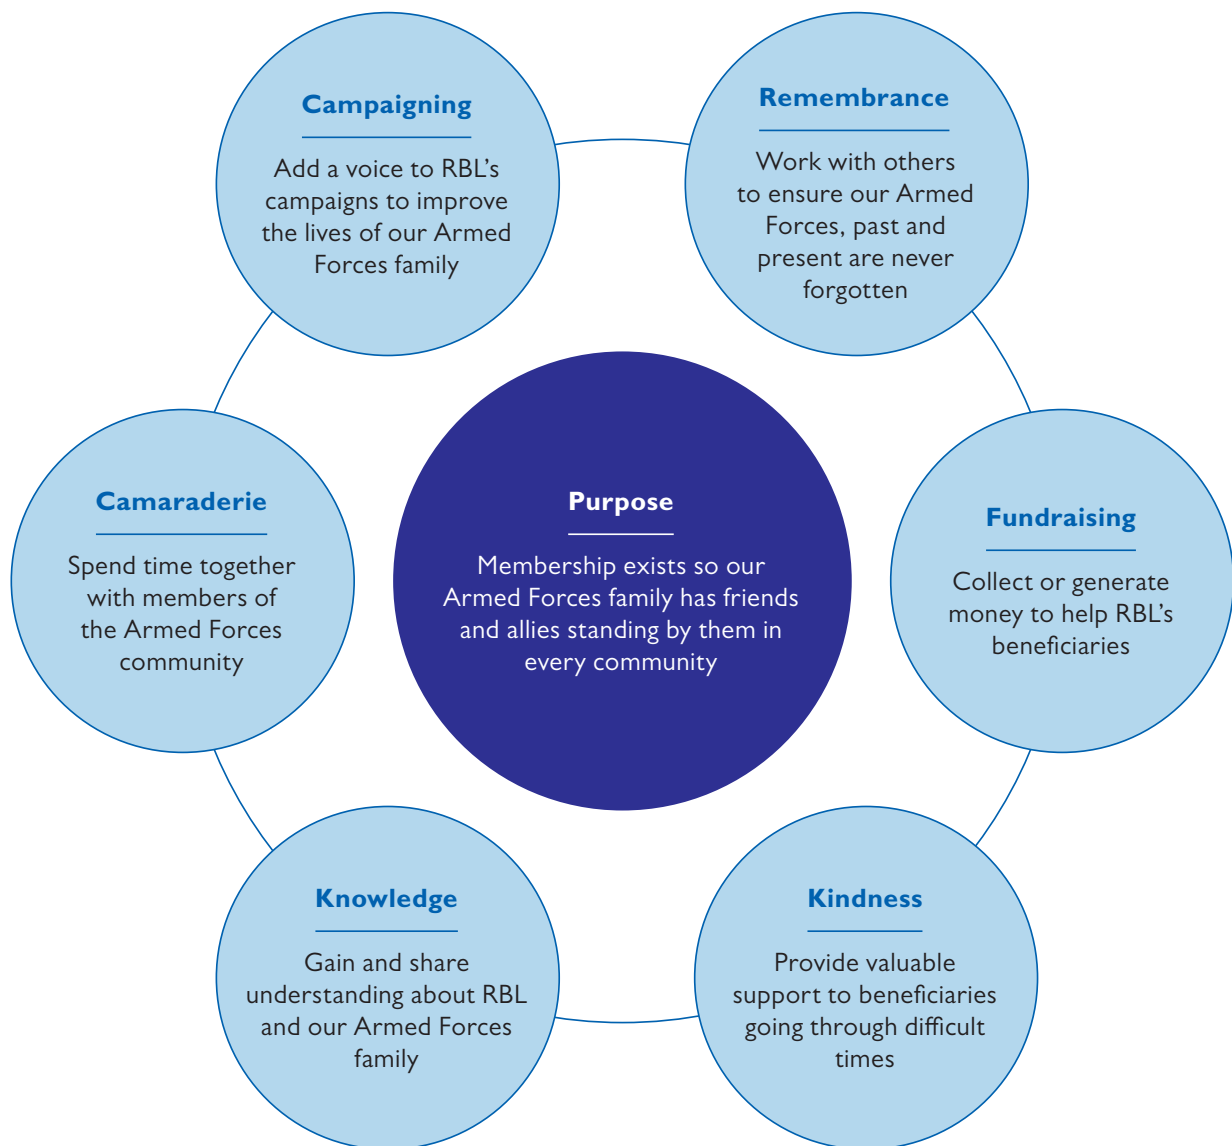 Campaigning
Add a voice to RBL’s
campaigns to improve
the lives of our Armed
Forces family
Remembrance
Work with others
to ensure our Armed
Forces, past and
present are never
forgotten
Camaraderie
Spend time together
with members of
the Armed Forces
community
Purpose
Membership exists so our
Armed Forces family has friends
and allies standing by them in
every community
Fundraising
Collect or generate
money to help RBL’s
beneficiaries
Knowledge
Gain and share
understanding about RBL
and our Armed Forces
family
Kindness
Provide valuable
support to beneficiaries
going through difficult
times